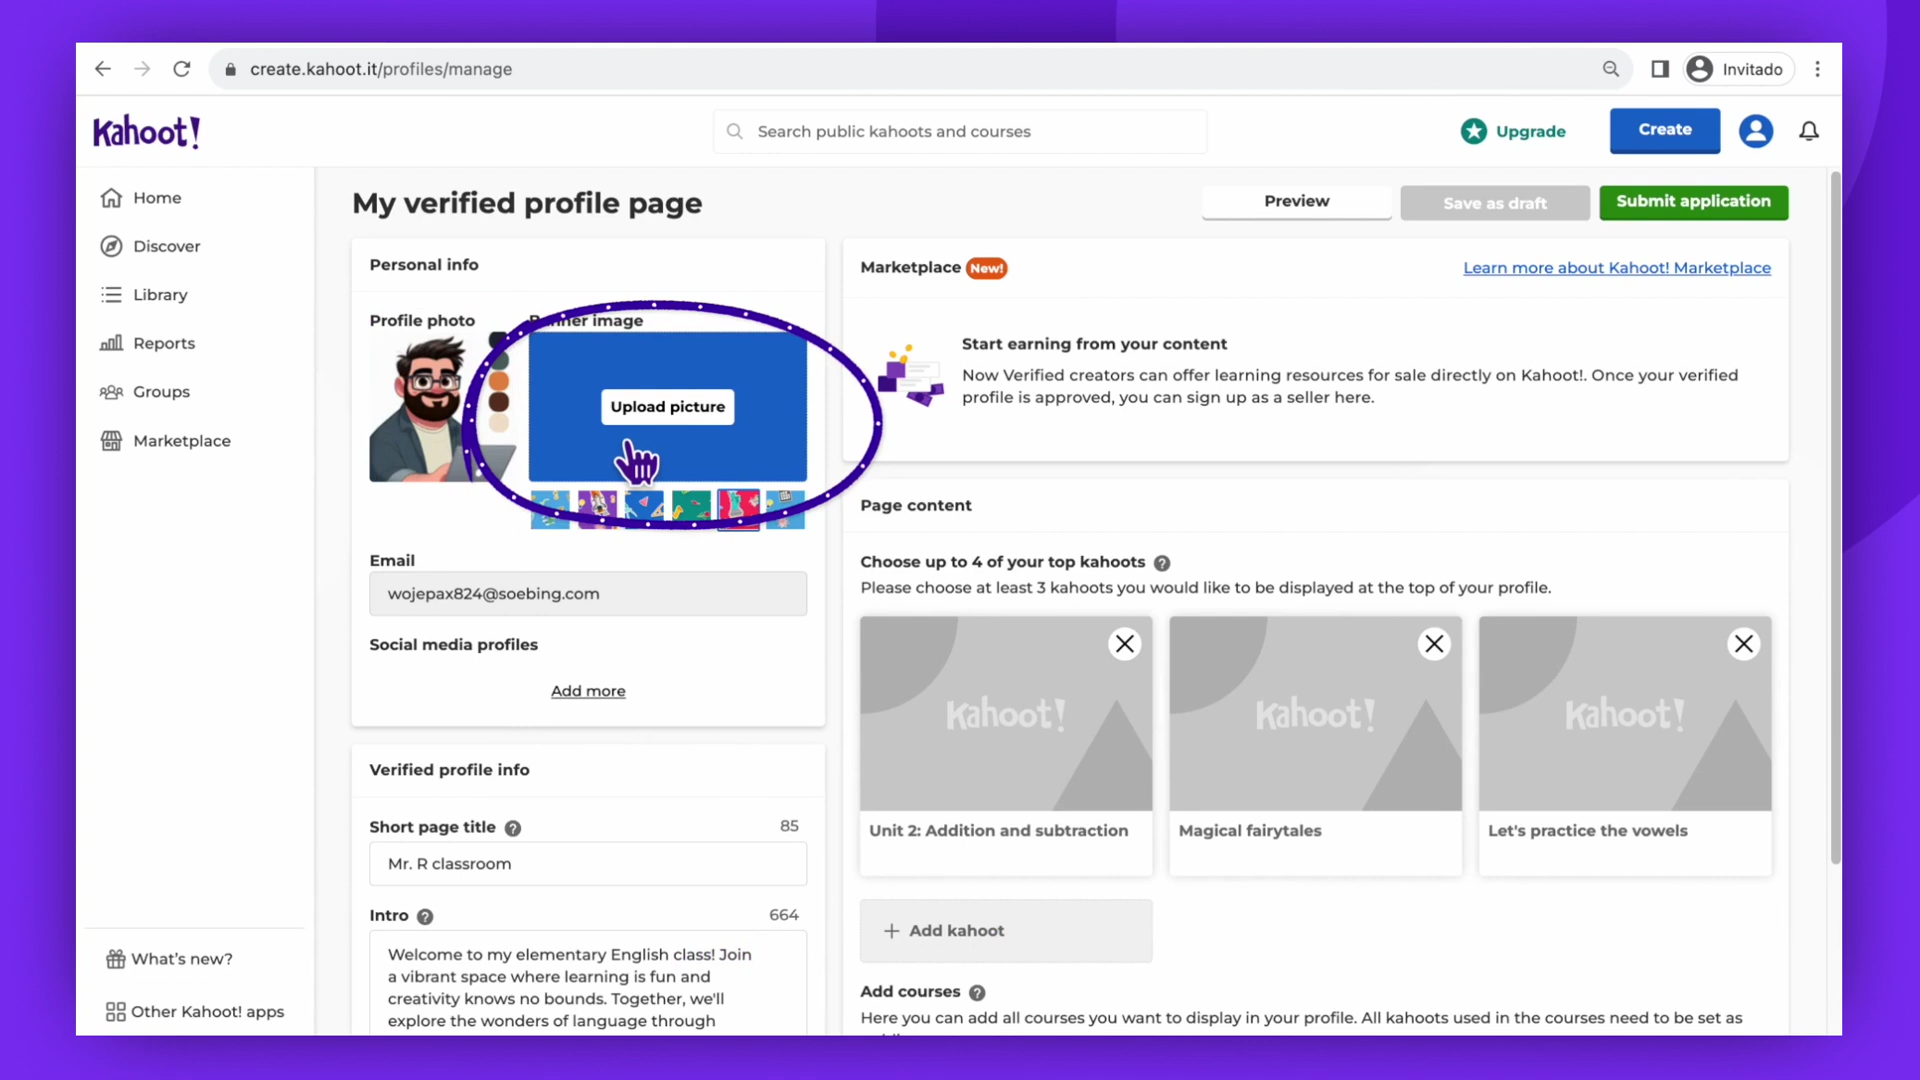 create.kahoot.it/profiles/manage
Invitado
Kahoot!
Search public kahoots and courses
Upgrade
Create
Home
Discover
Library
Reports
Groups
Marketplace
What's new?
Other Kahoot! apps
My verified profile page
Preview
Save as draft
Submit application
Personal info
Profile photo
Banner image
Upload picture
Email
wojepax824@soebing.com
Social media profiles
Add more
Verified profile info
Short page title ?
85
Mr. R classroom
Intro ?
664
Welcome to my elementary English class! Join
a vibrant space where learning is fun and
creativity knows no bounds. Together, we'll
explore the wonders of language through
Marketplace New!
Learn more about Kahoot! Marketplace
Start earning from your content
Now Verified creators can offer learning resources for sale directly on Kahoot!. Once your verified
profile is approved, you can sign up as a seller here.
Page content
Choose up to 4 of your top kahoots ?
Please choose at least 3 kahoots you would like to be displayed at the top of your profile.
Kahoot!
Kahoot!
Kahoot!
Unit 2: Addition and subtraction
Magical fairytales
Let's practice the vowels
+ Add kahoot
Add courses ?
Here you can add all courses you want to display in your profile. All kahoots used in the courses need to be set as